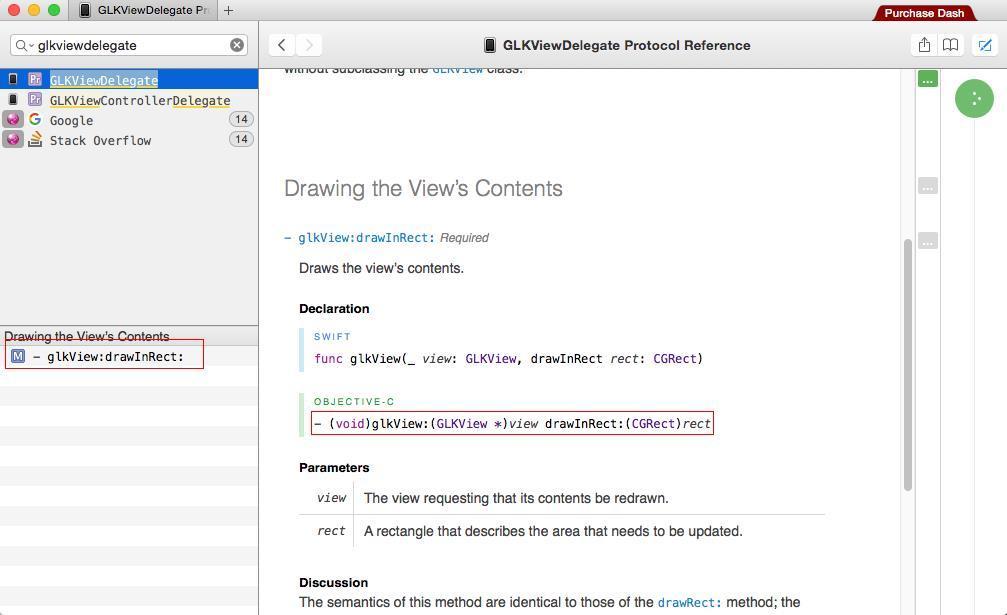 GLKViewDelegate Pr
Purchase Dash
glkviewdelegate
GLKViewDelegate Protocol Reference
Pr GLKViewDelegate
Pr GLKViewControllerDelegate
Google 14
Stack Overflow 14
Drawing the View's Contents
M – glkView:drawInRect:
without subclassing the GLKView class.
Drawing the View's Contents
– glkView:drawInRect: Required
Draws the view's contents.
Declaration
SWIFT
func glkView(_ view: GLKView, drawInRect rect: CGRect)
OBJECTIVE-C
– (void)glkView:(GLKView *)view drawInRect:(CGRect)rect
Parameters
view The view requesting that its contents be redrawn.
rect A rectangle that describes the area that needs to be updated.
Discussion
The semantics of this method are identical to those of the drawRect: method; the
...
...
...